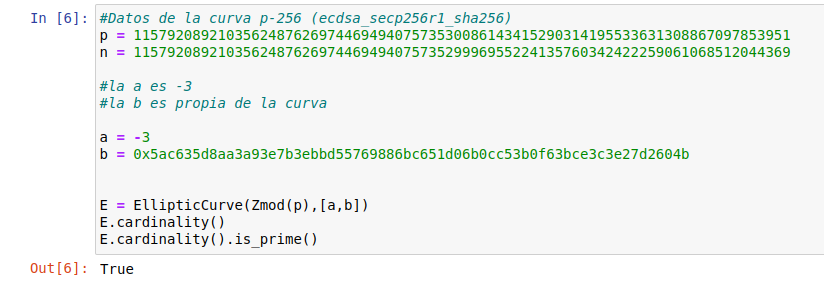 In [6]: #Datos de la curva p-256 (ecdsa_secp256r1_sha256)
p = 115792089210356248762697446949407573530086143415290314195533631308867097853951
n = 115792089210356248762697446949407573529996955224135760342422259061068512044369
#la a es -3
#la b es propia de la curva
a = -3
b = 0x5ac635d8aa3a93e7b3ebbd55769886bc651d06b0cc53b0f63bce3c3e27d2604b
E = EllipticCurve(Zmod(p),[a,b])
E.cardinality()
E.cardinality().is_prime()
Out[6]: True